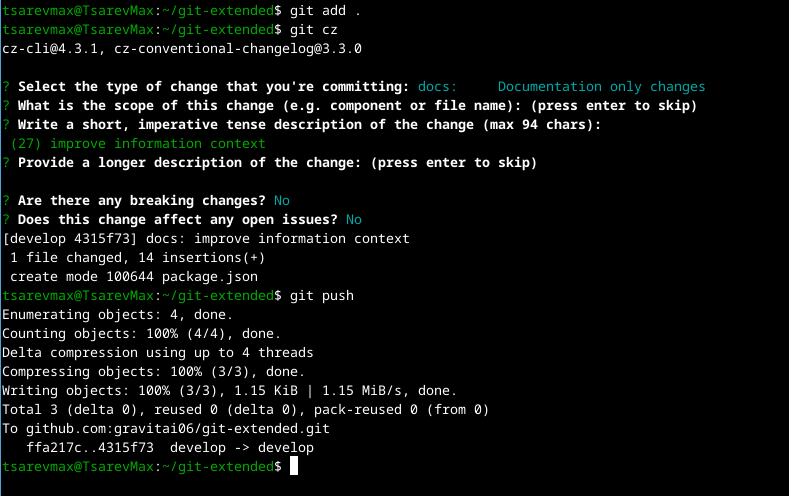 tsarevmax@TsarevMax:~/git-extended$ git add .
tsarevmax@TsarevMax:~/git-extended$ git cz
cz-cli@4.3.1, cz-conventional-changelog@3.3.0
? Select the type of change that you're committing: docs:     Documentation only changes
? What is the scope of this change (e.g. component or file name): (press enter to skip)
? Write a short, imperative tense description of the change (max 94 chars):
 (27) improve information context
? Provide a longer description of the change: (press enter to skip)
? Are there any breaking changes? No
? Does this change affect any open issues? No
[develop 4315f73] docs: improve information context
 1 file changed, 14 insertions(+)
 create mode 100644 package.json
tsarevmax@TsarevMax:~/git-extended$ git push
Enumerating objects: 4, done.
Counting objects: 100% (4/4), done.
Delta compression using up to 4 threads
Compressing objects: 100% (3/3), done.
Writing objects: 100% (3/3), 1.15 KiB | 1.15 MiB/s, done.
Total 3 (delta 0), reused 0 (delta 0), pack-reused 0 (from 0)
To github.com:gravitai06/git-extended.git
   ffa217c..4315f73  develop -> develop
tsarevmax@TsarevMax:~/git-extended$